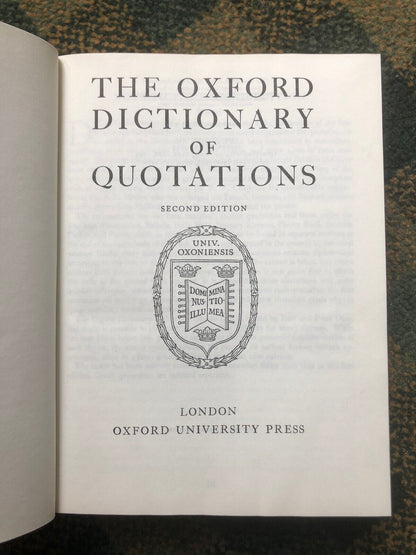 THE OXFORD
DICTIONARY
OF
QUOTATIONS
SECOND EDITION
UNIV.
OXONIENSIS
DOMI MINA
NUS TIO
ILLU MEA
LONDON
OXFORD UNIVERSITY PRESS